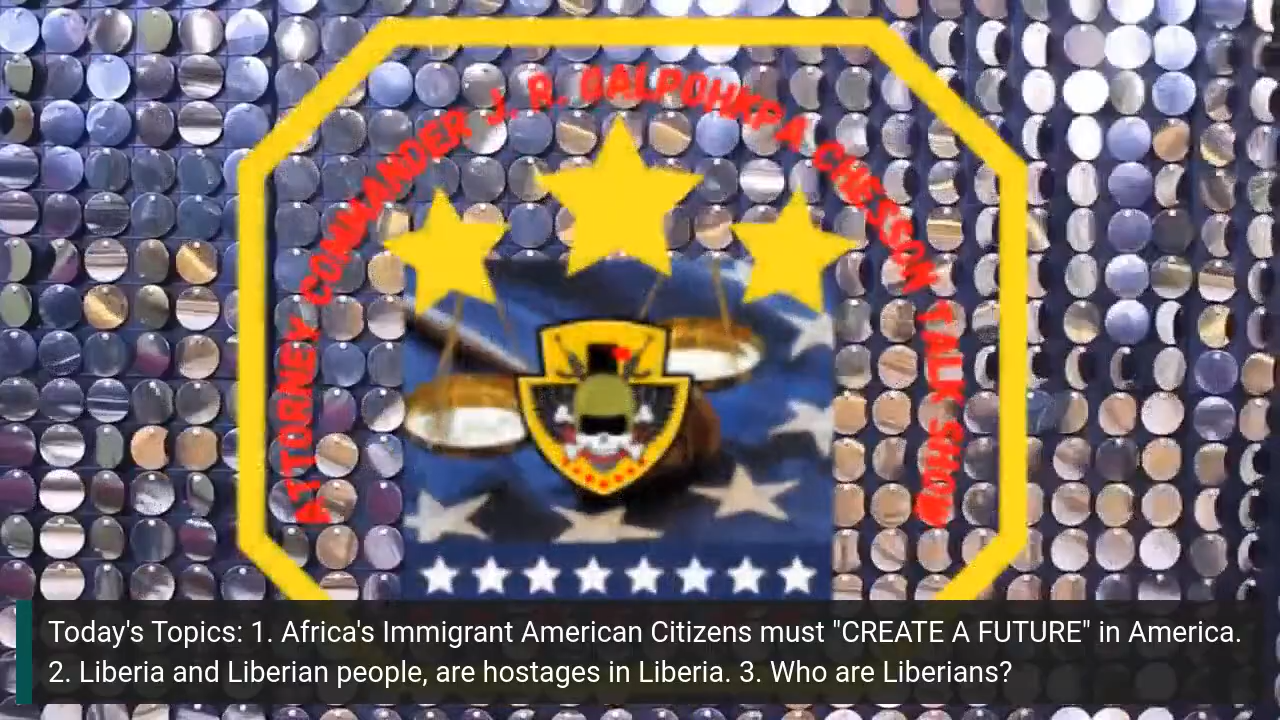 ATTORNEY COMMANDER J. R. DALPOHKPA CHESSON TALK SHOW
Today's Topics: 1. Africa's Immigrant American Citizens must "CREATE A FUTURE" in America.
2. Liberia and Liberian people, are hostages in Liberia. 3. Who are Liberians?